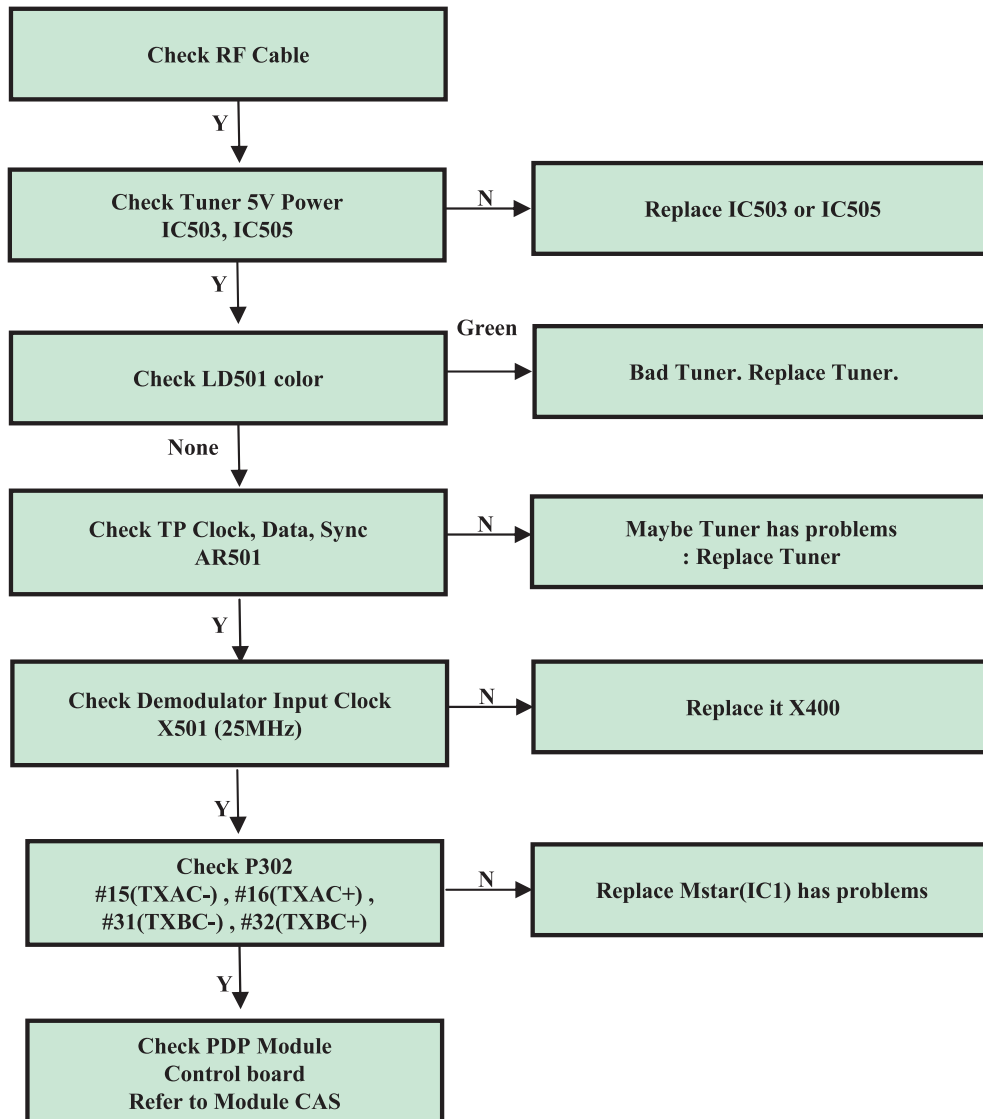 Check RF Cable
Y
Check Tuner 5V Power
IC503, IC505
N
Replace IC503 or IC505
Y
Check LD501 color
Green
Bad Tuner. Replace Tuner.
None
Check TP Clock, Data, Sync
AR501
N
Maybe Tuner has problems
: Replace Tuner
Y
Check Demodulator Input Clock
X501 (25MHz)
N
Replace it X400
Y
Check P302
#15(TXAC-) , #16(TXAC+) ,
#31(TXBC-) , #32(TXBC+)
N
Replace Mstar(IC1) has problems
Y
Check PDP Module
Control board
Refer to Module CAS